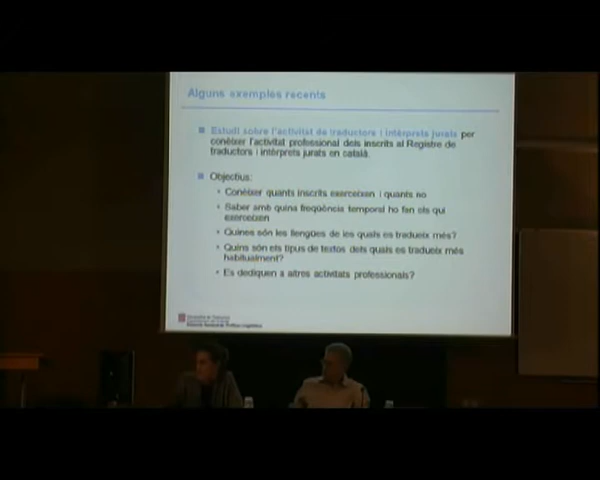 Alguns exemples recents
Estudi sobre l'activitat de traductors i intèrprets jurats per
conèixer l'activitat professional dels inscrits al Registre de
traductors i intèrprets jurats en català.
Objectius:
Conèixer quants inscrits exerceixen i quants no
Saber amb quina freqüència temporal ho fan els qui
exerceixen
Quines són les llengües de les quals es tradueix més?
Quins són els tipus de textos dels quals es tradueix més
habitualment?
Es dediquen a altres activitats professionals?
Generalitat de Catalunya